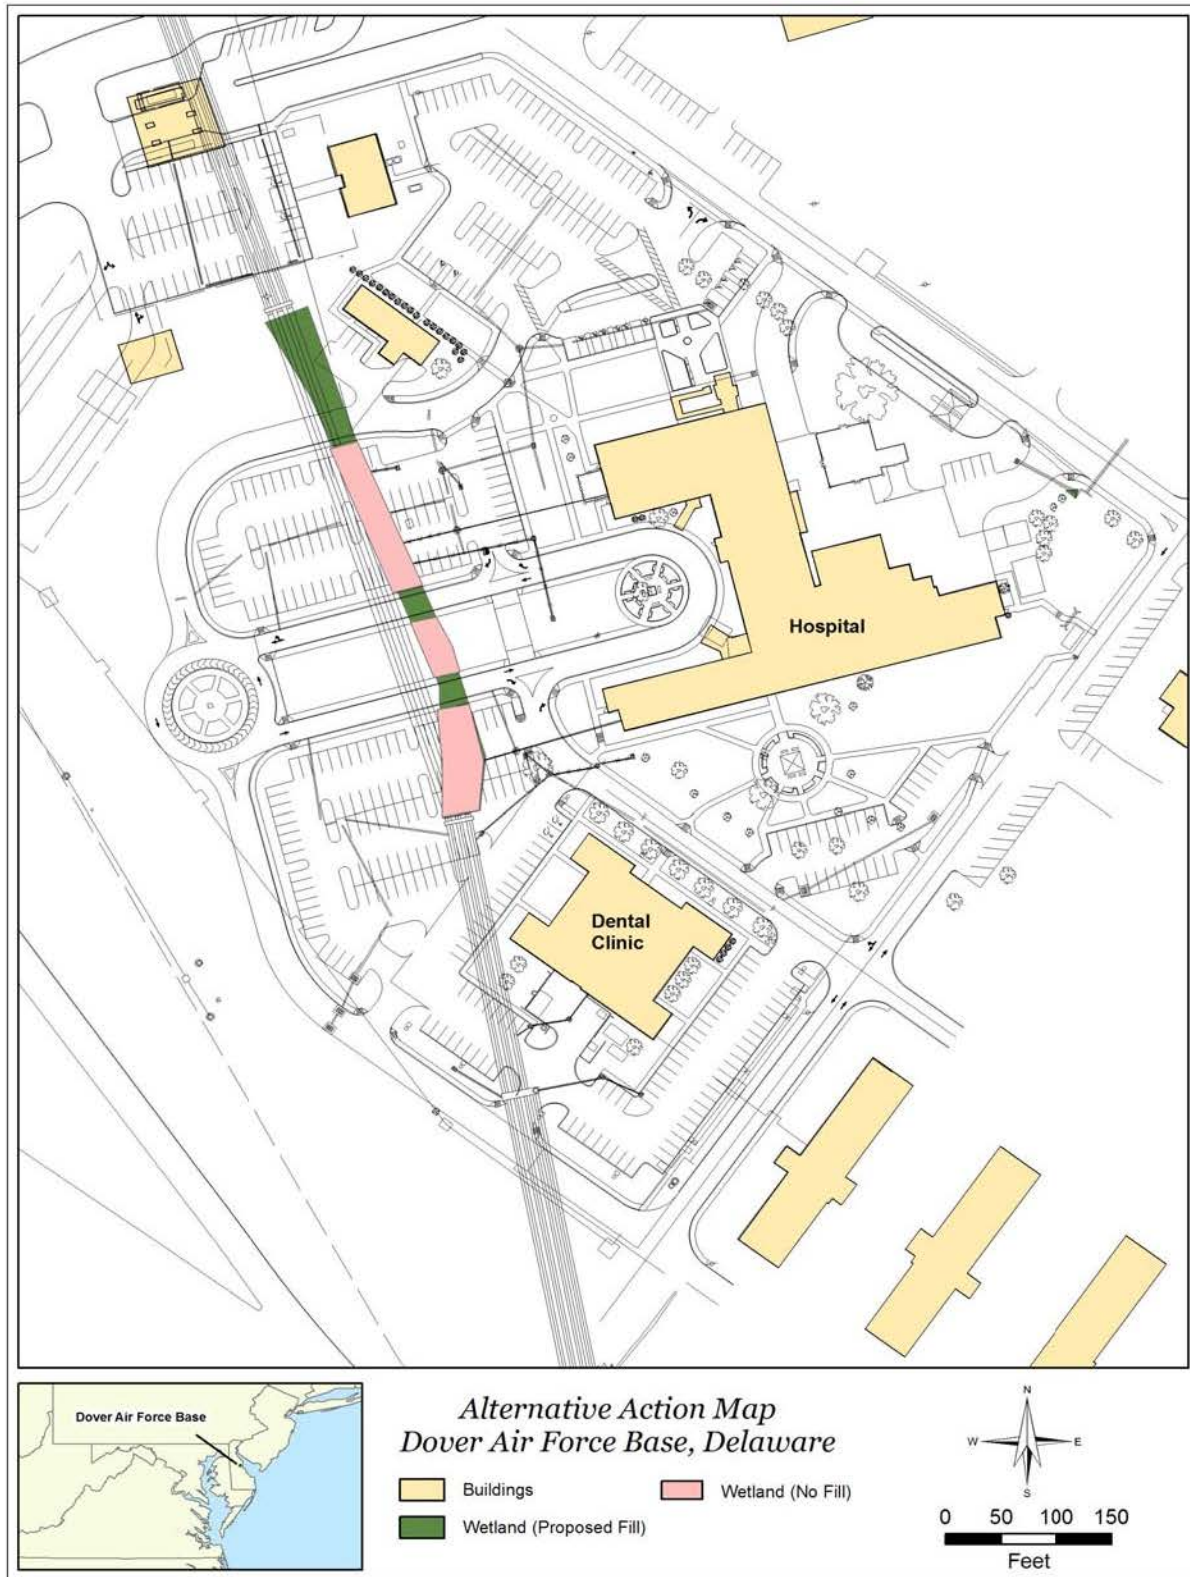 Hospital
Dental
Clinic
Dover Air Force Base
Alternative Action Map
Dover Air Force Base, Delaware
Buildings
Wetland (No Fill)
Wetland (Proposed Fill)
N
W
E
S
0 50 100 150
Feet